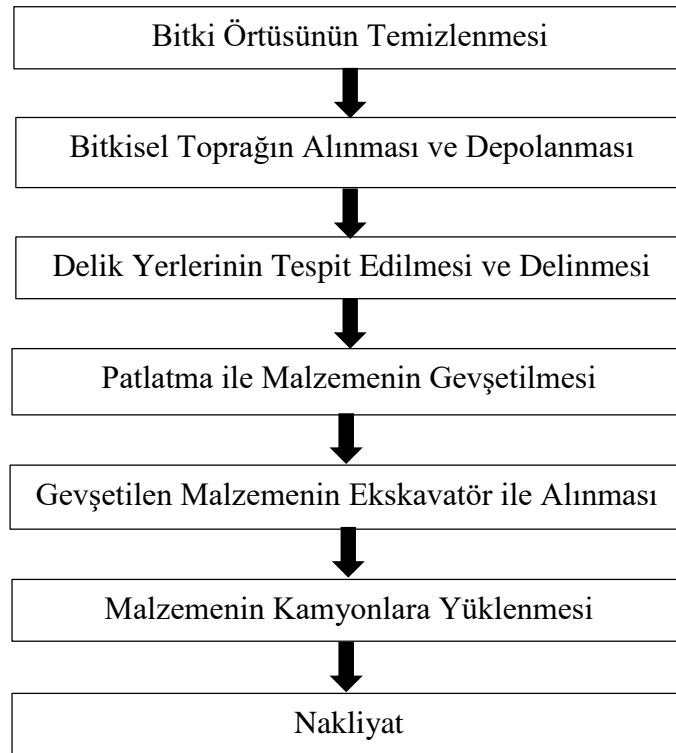 Bitki Örtüsünün Temizlenmesi
Bitkisel Toprağın Alınması ve Depolanması
Delik Yerlerinin Tespit Edilmesi ve Delinmesi
Patlatma ile Malzemenin Gevşetilmesi
Gevşetilen Malzemenin Ekskavatör ile Alınması
Malzemenin Kamyonlara Yüklenmesi
Nakliyat